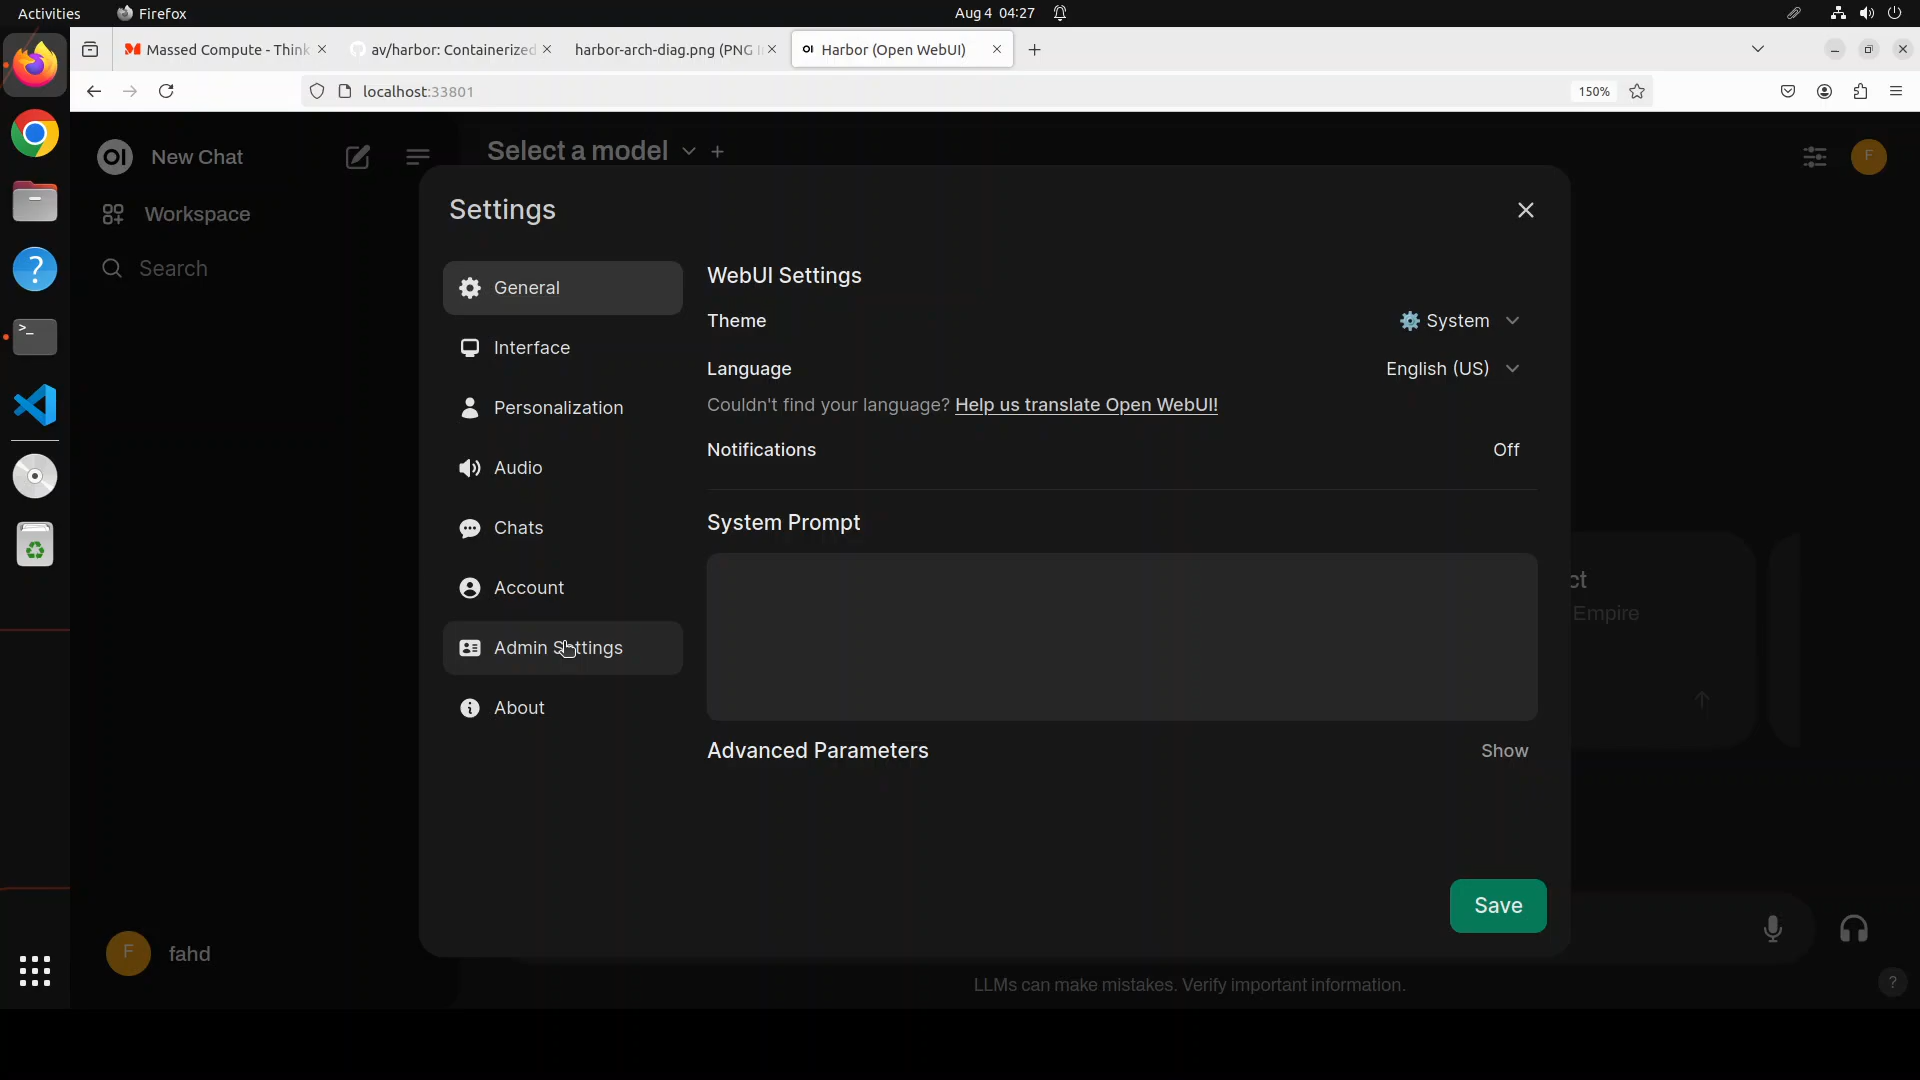 Activities
Firefox
Aug 4 04:27
Massed Compute - Think
av/harbor: Containerized
harbor-arch-diag.png (PNG I
OI Harbor (Open WebUI)
localhost:33801
150%
OI New Chat
Select a model
F
Workspace
Search
Settings
General
Interface
Personalization
Audio
Chats
Account
Admin Settings
About
WebUI Settings
Theme
System
Language
English (US)
Couldn't find your language? Help us translate Open WebUI!
Notifications
Off
System Prompt
Advanced Parameters
Show
Save
ct
Empire
F
fahd
LLMs can make mistakes. Verify important information.
?